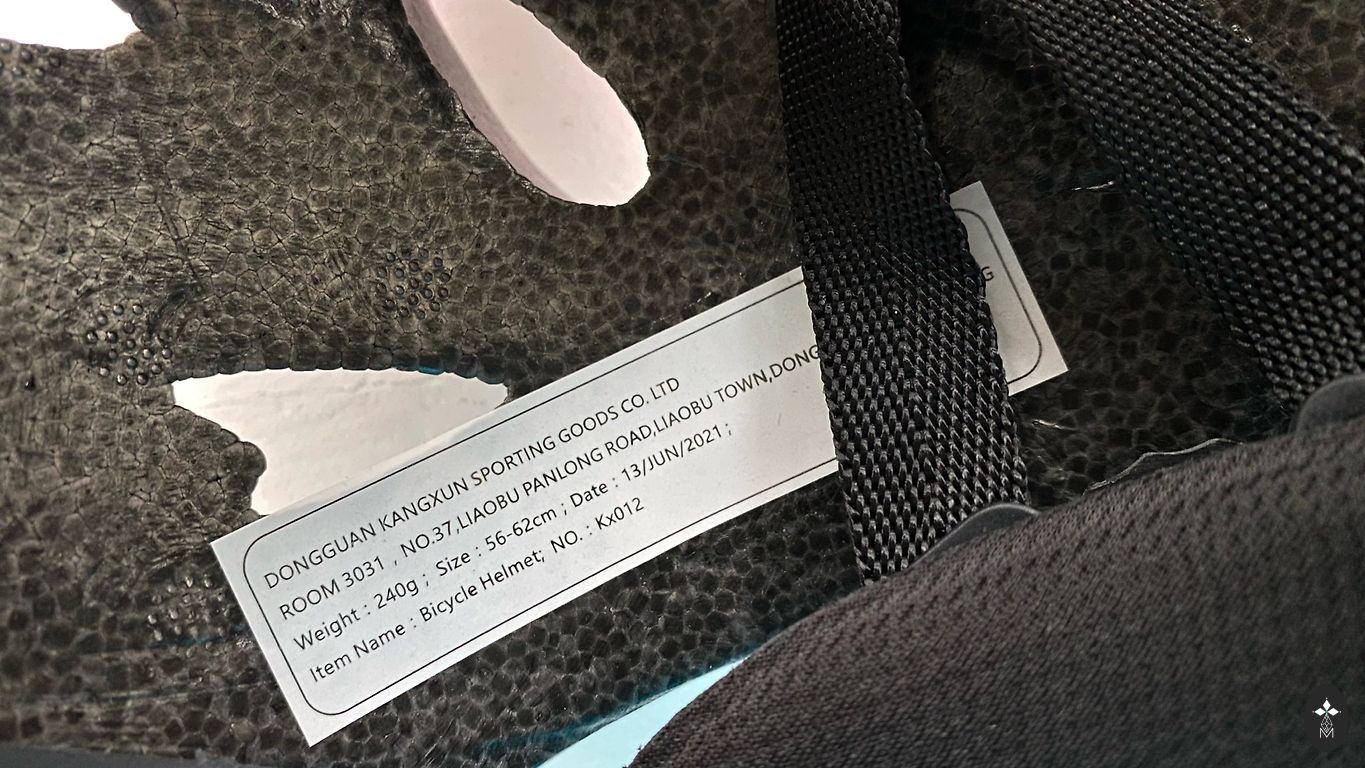 DONGGUAN KANGXUN SPORTING GOODS CO. LTD
ROOM 3031 , NO.37,LIAOBU PANLONG ROAD,LIAOBU TOWN,DONG G
Weight : 240g ; Size : 56-62cm ; Date : 13/JUN/2021 ;
Item Name : Bicycle Helmet; NO. : Kx012
M